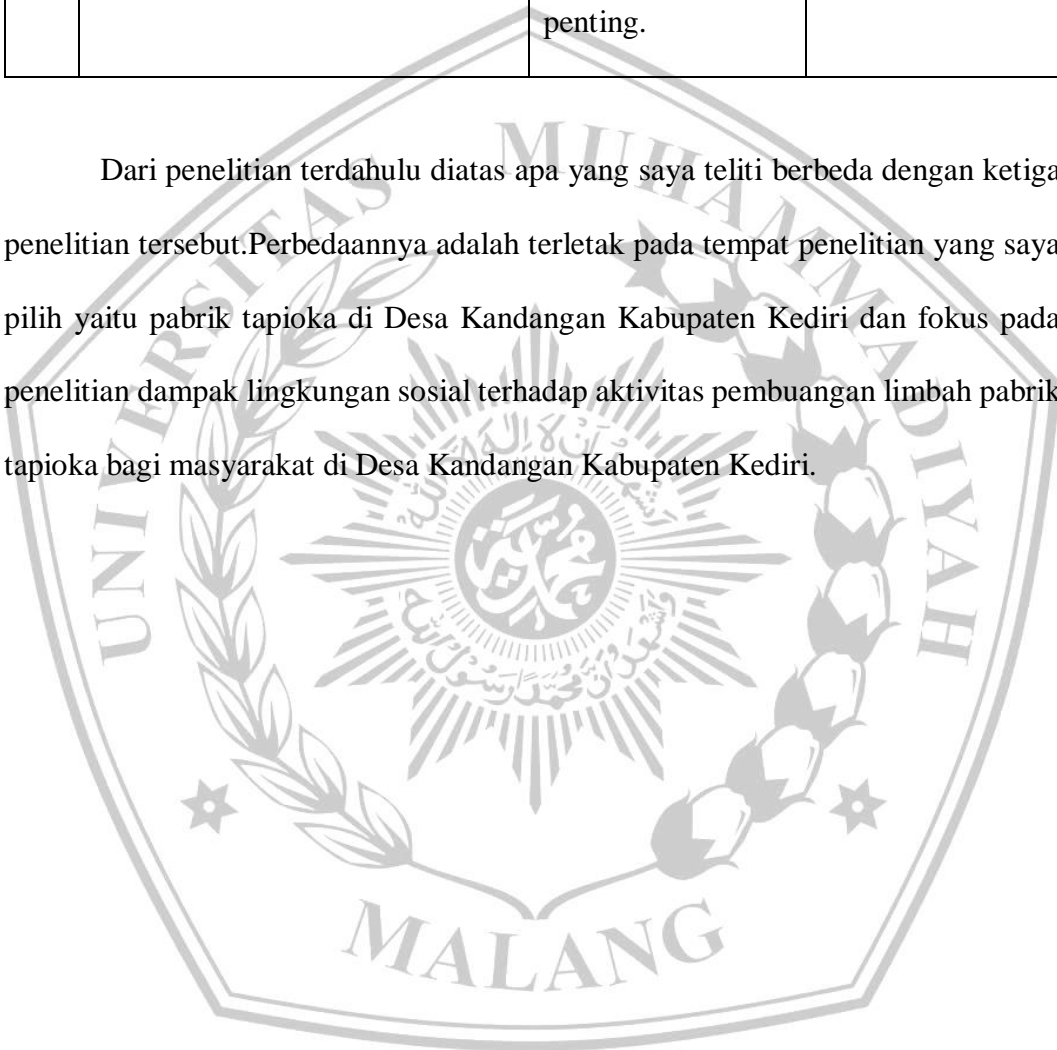 penting.
Dari penelitian terdahulu diatas apa yang saya teliti berbeda dengan ketiga
penelitian tersebut.Perbedaannya adalah terletak pada tempat penelitian yang saya
pilih yaitu pabrik tapioka di Desa Kandangan Kabupaten Kediri dan fokus pada
penelitian dampak lingkungan sosial terhadap aktivitas pembuangan limbah pabrik
tapioka bagi masyarakat di Desa Kandangan Kabupaten Kediri.
UNIVERSITAS MUHAMMADIYAH
MALANG